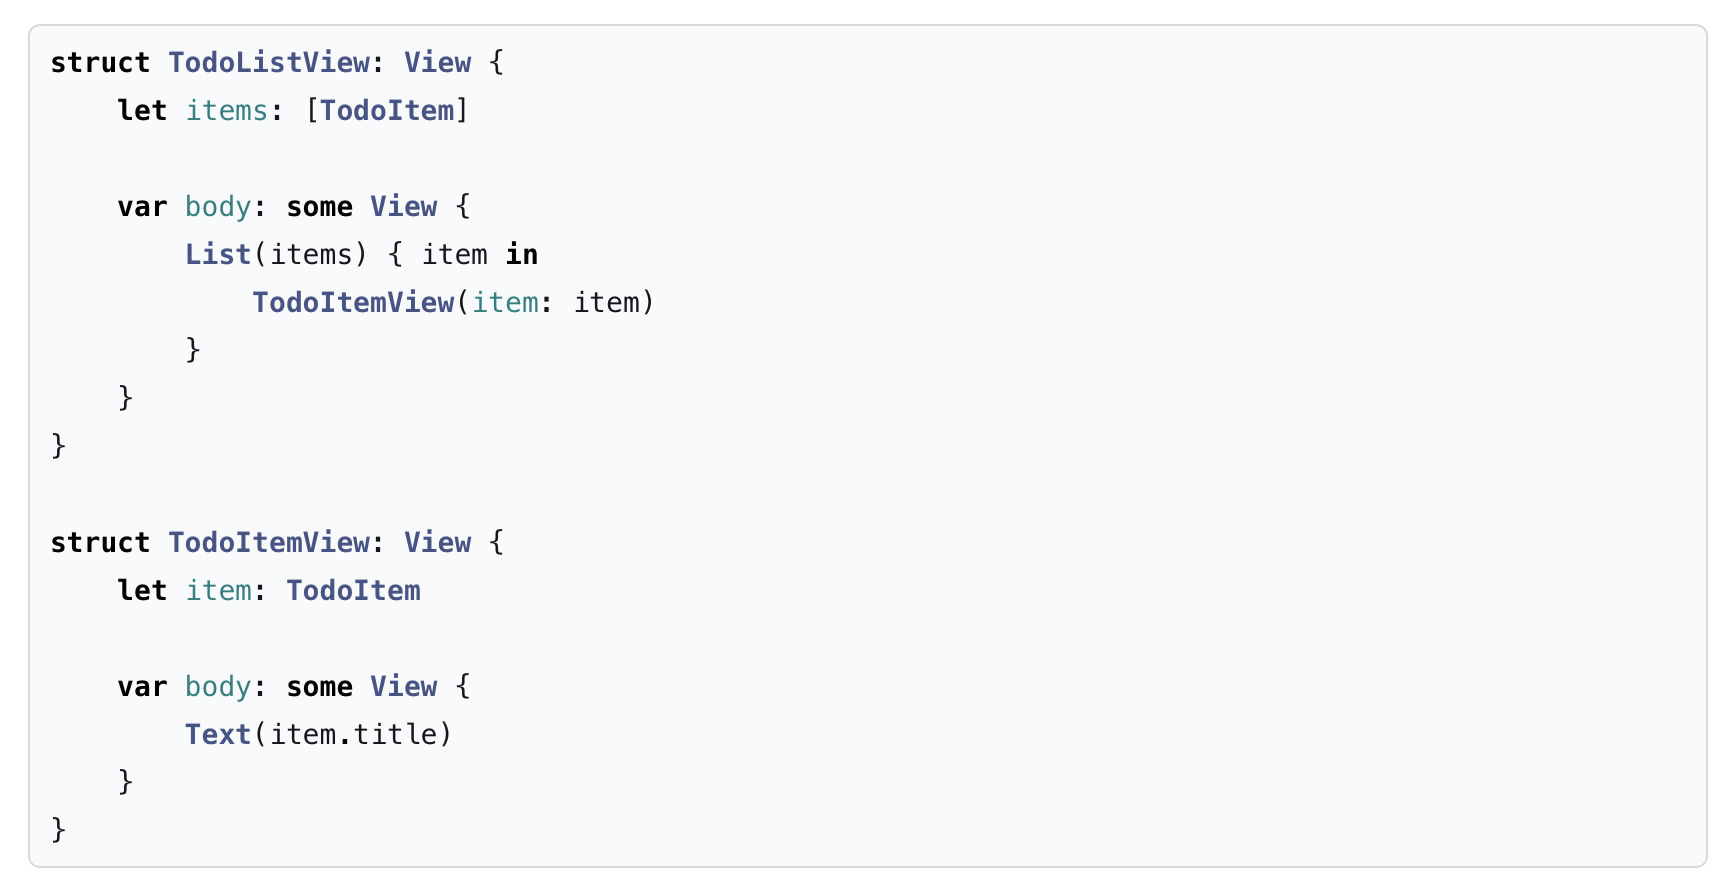 struct TodoListView: View {
    let items: [TodoItem]

    var body: some View {
        List(items) { item in
            TodoItemView(item: item)
        }
    }
}

struct TodoItemView: View {
    let item: TodoItem

    var body: some View {
        Text(item.title)
    }
}